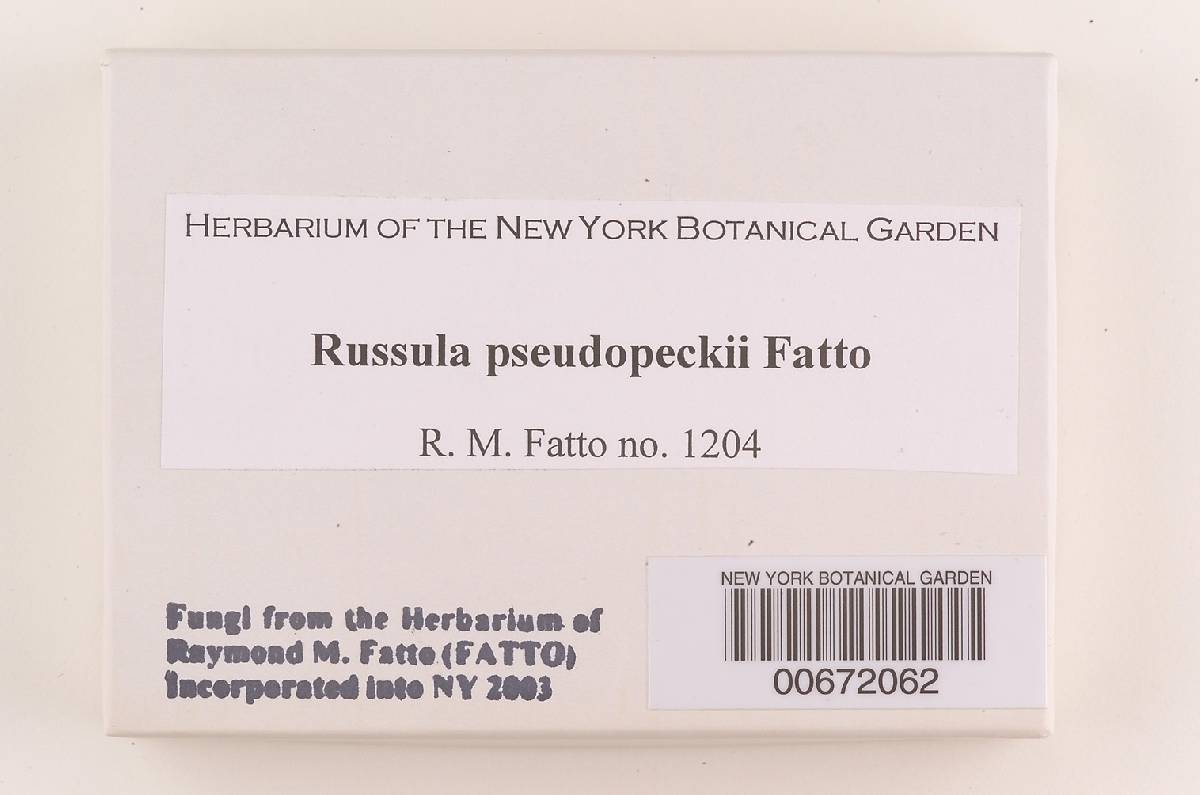 HERBARIUM OF THE NEW YORK BOTANICAL GARDEN
Russula pseudopeckii Fatto
R. M. Fatto no. 1204
NEW YORK BOTANICAL GARDEN
00672062
Fungi from the Herbarium of
Raymond M. Fatto (FATTO)
Incorporated into NY 2003